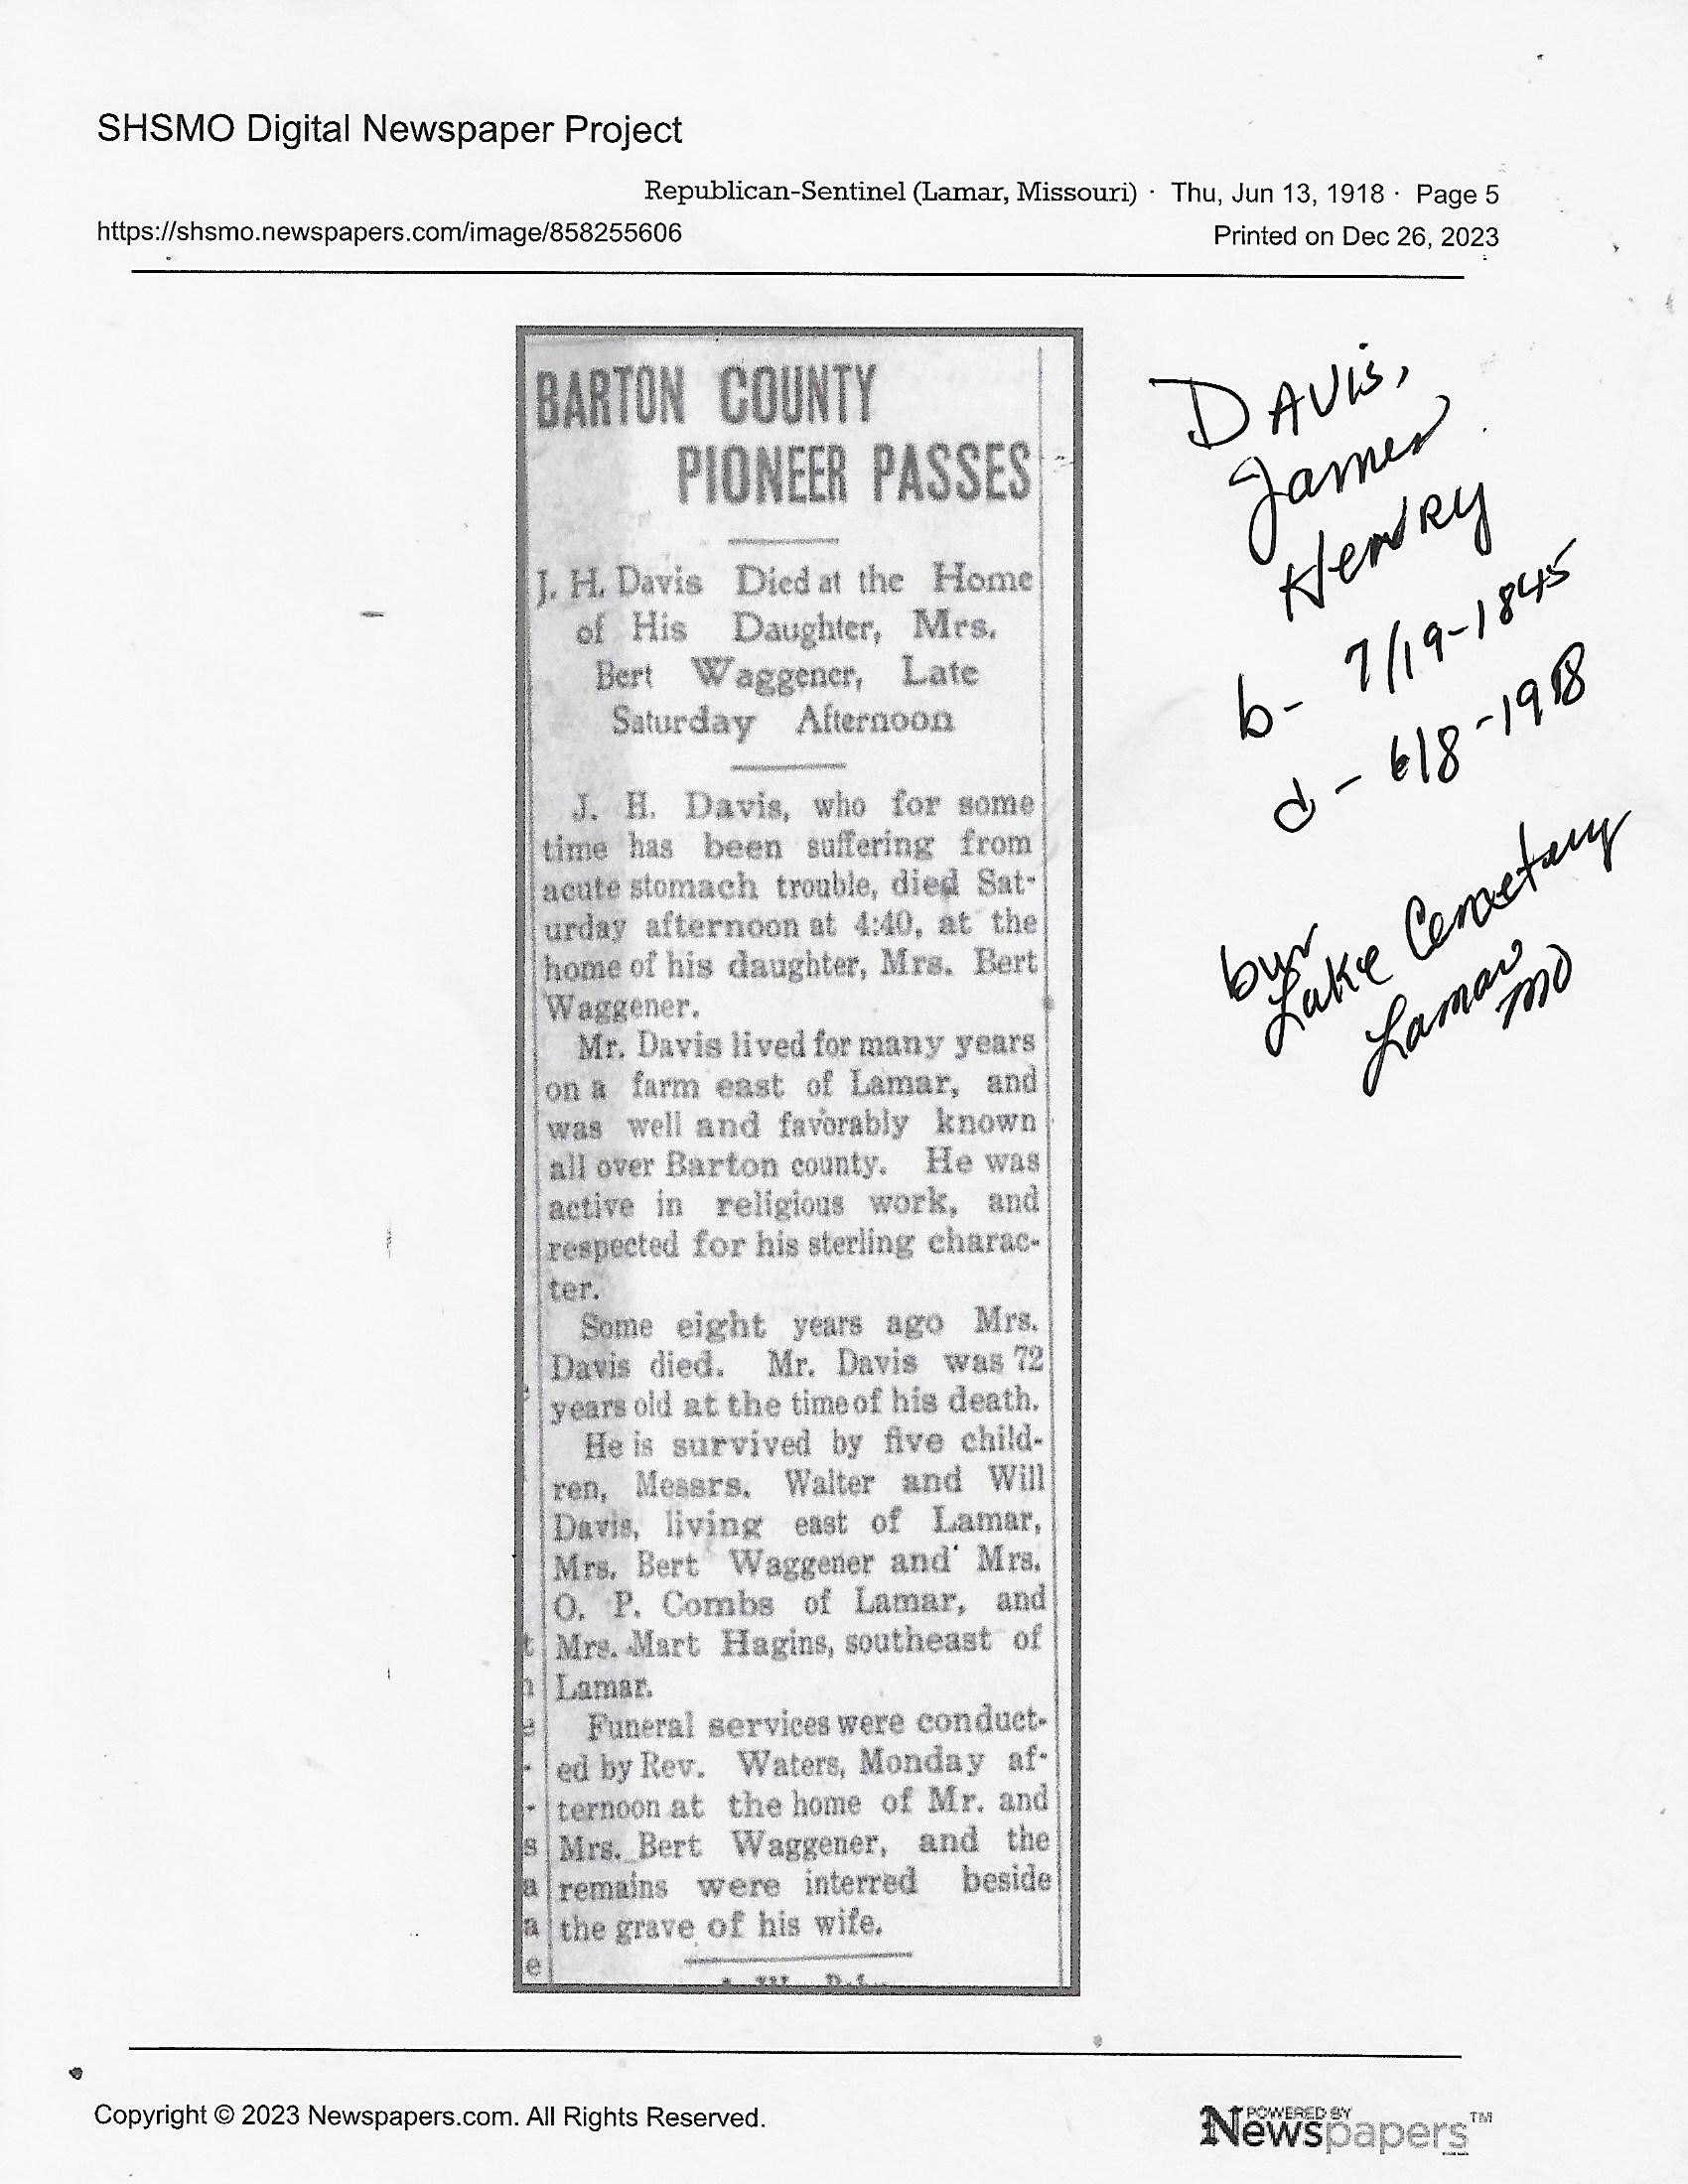 SHSMO Digital Newspaper Project
Republican-Sentinel (Lamar, Missouri) · Thu, Jun 13, 1918 · Page 5
https://shsmo.newspapers.com/image/858255606
Printed on Dec 26, 2023
BARTON COUNTY
PIONEER PASSES
J. H. Davis Died at the Home
of His Daughter, Mrs.
Bert Waggener, Late
Saturday Afternoon
J. H. Davis, who for some
time has been suffering from
acute stomach trouble, died Sat-
urday afternoon at 4:40, at the
home of his daughter, Mrs. Bert
Waggener.
Mr. Davis lived for many years
on a farm east of Lamar, and
was well and favorably known
all over Barton county. He was
active in religious work, and
respected for his sterling charac-
ter.
Some eight years ago Mrs.
Davis died. Mr. Davis was 72
years old at the time of his death.
He is survived by five child-
ren, Messrs. Walter and Will
Davis, living east of Lamar,
Mrs. Bert Waggener and Mrs.
O. P. Combs of Lamar, and
Mrs. Mart Hagins, southeast of
Lamar.
Funeral services were conduct-
ed by Rev. Waters, Monday af-
ternoon at the home of Mr. and
Mrs. Bert Waggener, and the
remains were interred beside
the grave of his wife.
DAVIS,
James
HENRY
b- 7/19-1845
d- 6/8-1918
bur
Lake Cemetary
Lamar
MO
Copyright © 2023 Newspapers.com. All Rights Reserved.
POWERED BY
Newspapers™